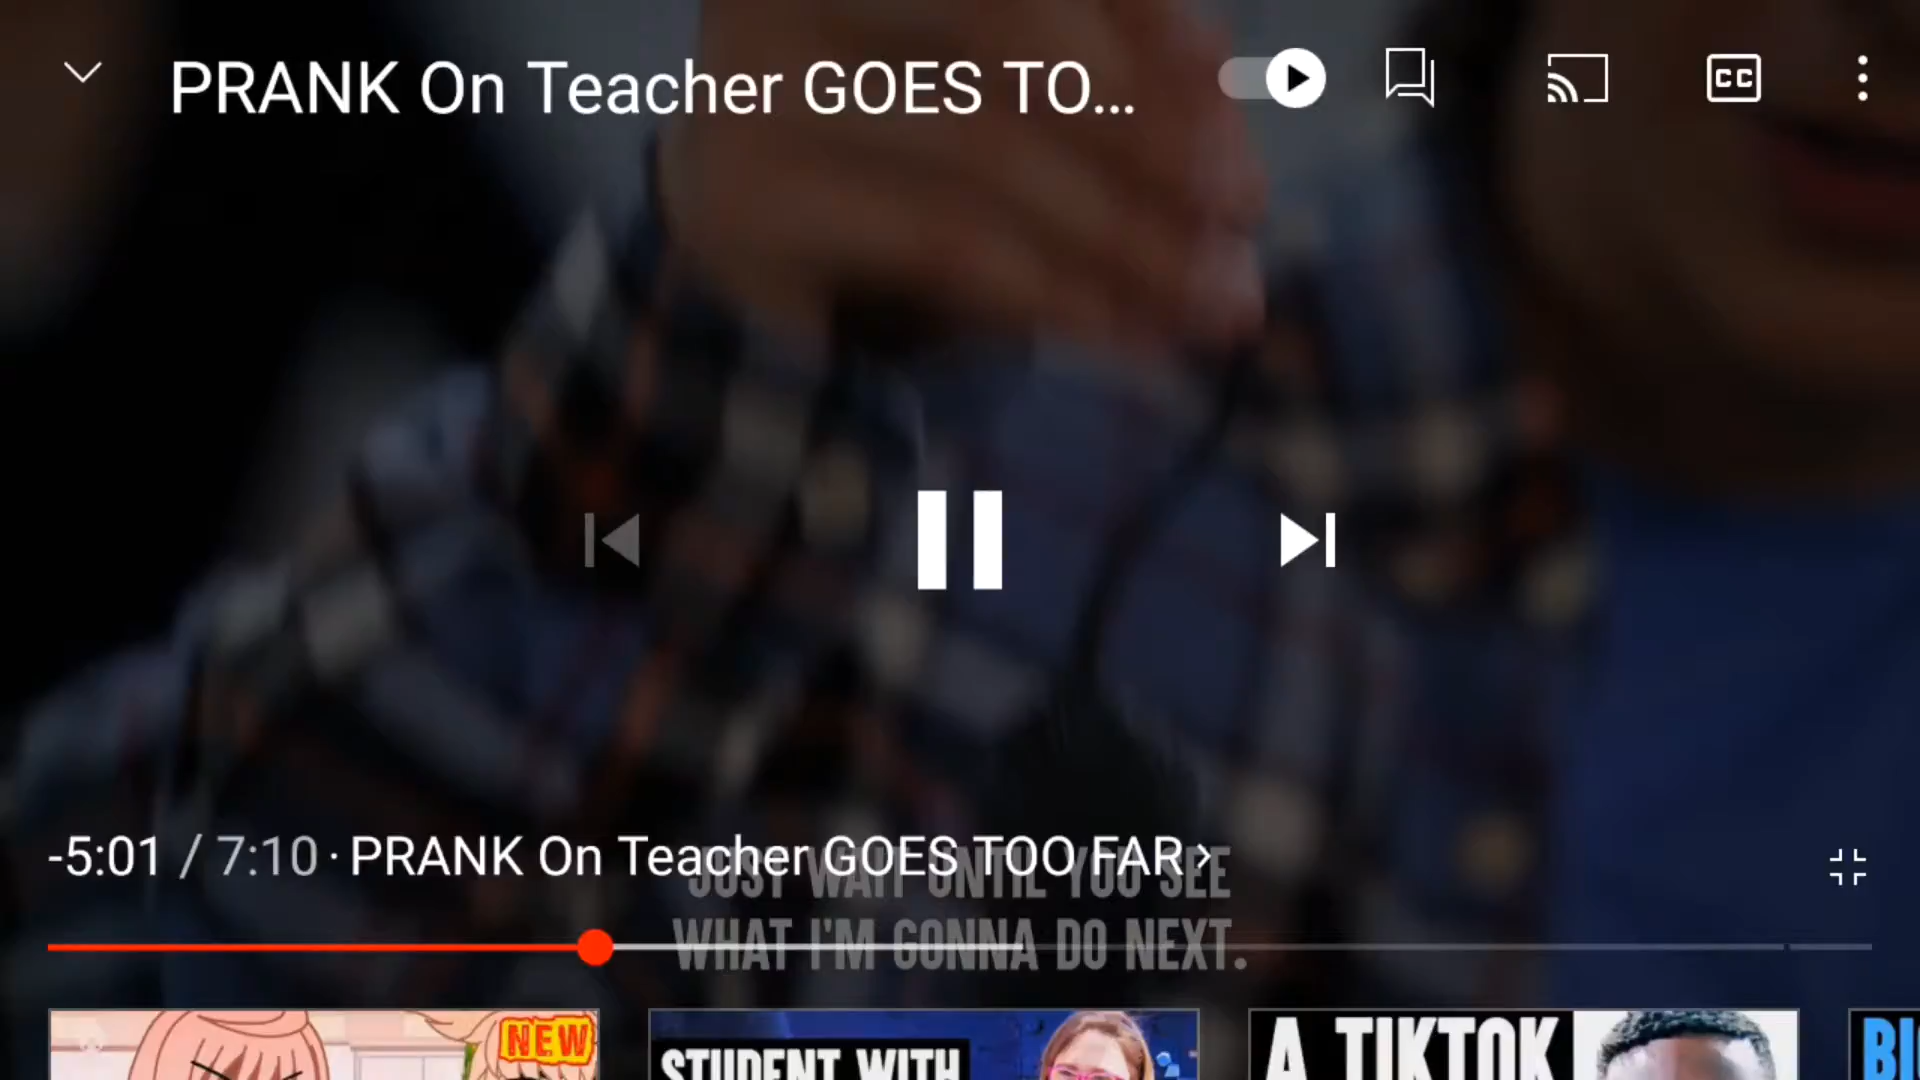 PRANK On Teacher GOES TO...
CC
-5:01 / 7:10 · PRANK On Teacher GOES TOO FAR ›
JUST WAIT UNTIL YOU SEE
WHAT I'M GONNA DO NEXT.
NEW
STUDENT WITH
A TIKTOK